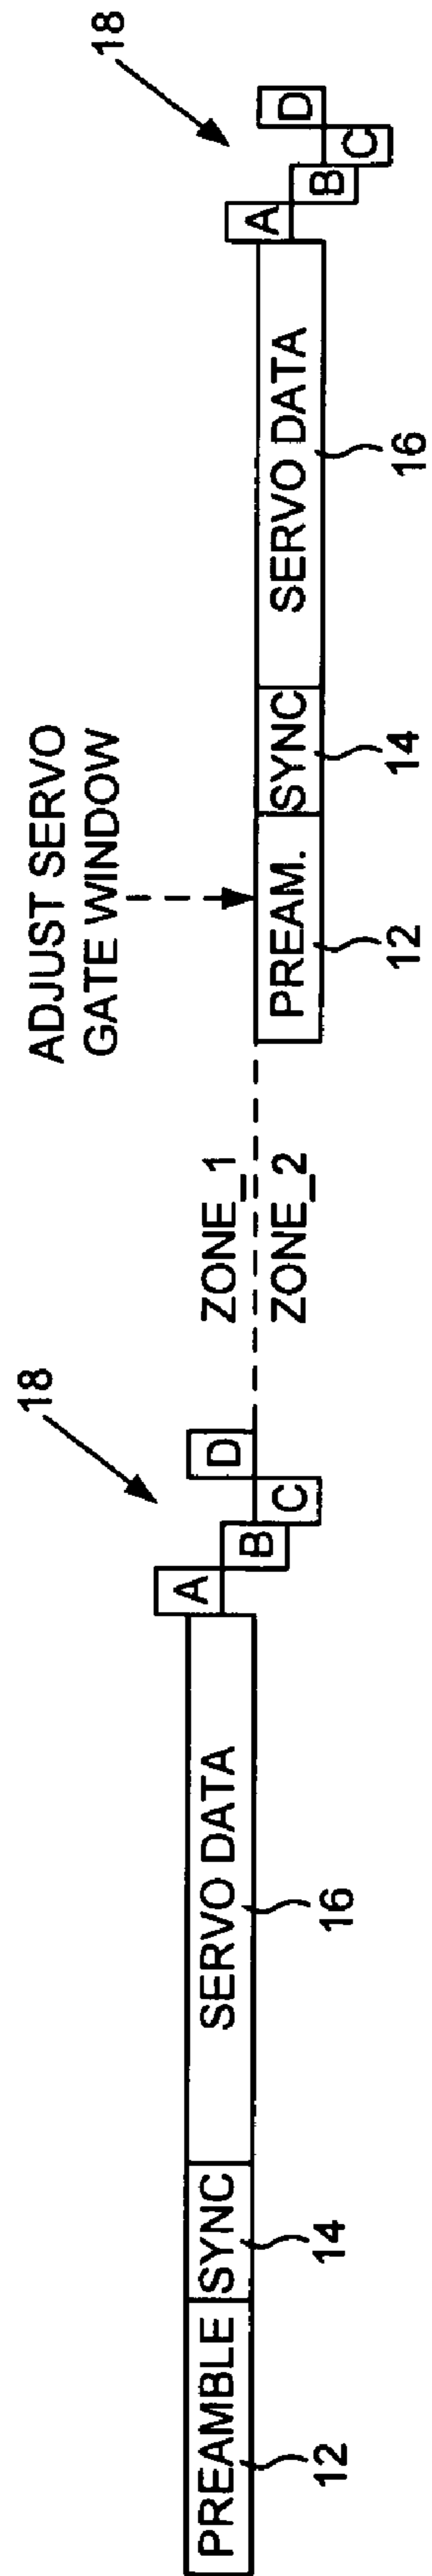 18
A
B
C
D
PREAMBLE
SYNC
SERVO DATA
12
14
16
ZONE_1
ZONE_2
ADJUST SERVO
GATE WINDOW
18
A
B
C
D
PREAM.
SYNC
SERVO DATA
12
14
16